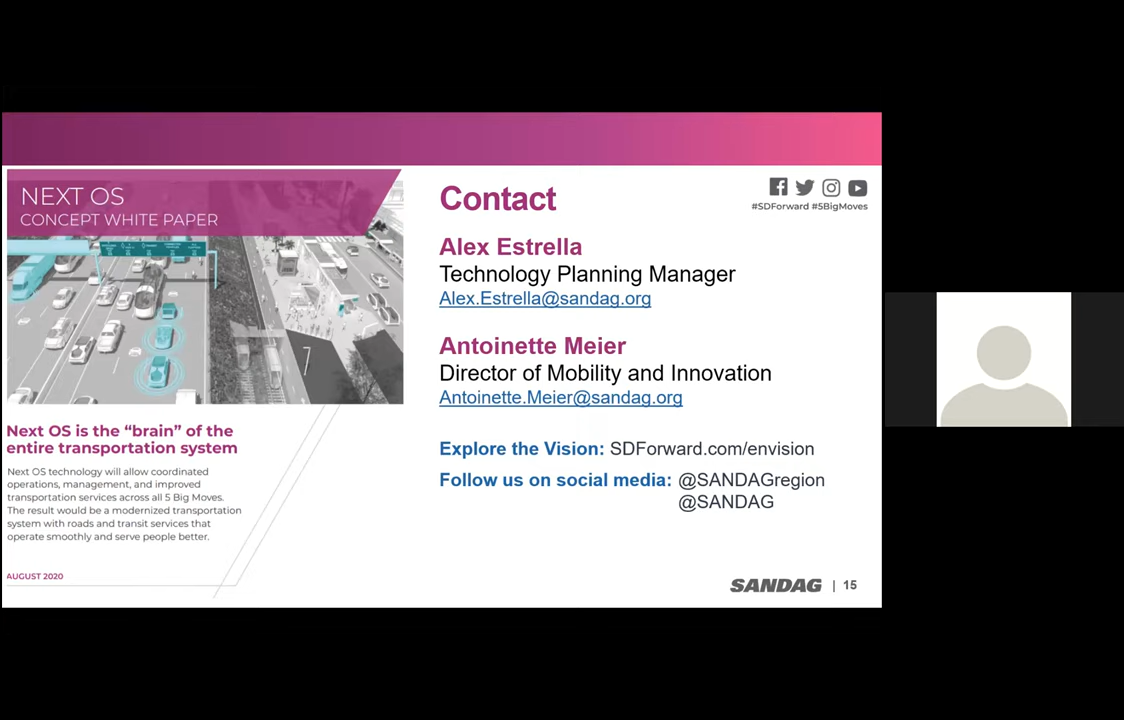 NEXT OS
CONCEPT WHITE PAPER
Next OS is the “brain” of the
entire transportation system
Next OS technology will allow coordinated
operations, management, and improved
transportation services across all 5 Big Moves.
The result would be a modernized transportation
system with roads and transit services that
operate smoothly and serve people better.
AUGUST 2020
Contact
#SDForward #5BigMoves
Alex Estrella
Technology Planning Manager
Alex.Estrella@sandag.org
Antoinette Meier
Director of Mobility and Innovation
Antoinette.Meier@sandag.org
Explore the Vision: SDForward.com/envision
Follow us on social media: @SANDAGregion
@SANDAG
SANDAG | 15